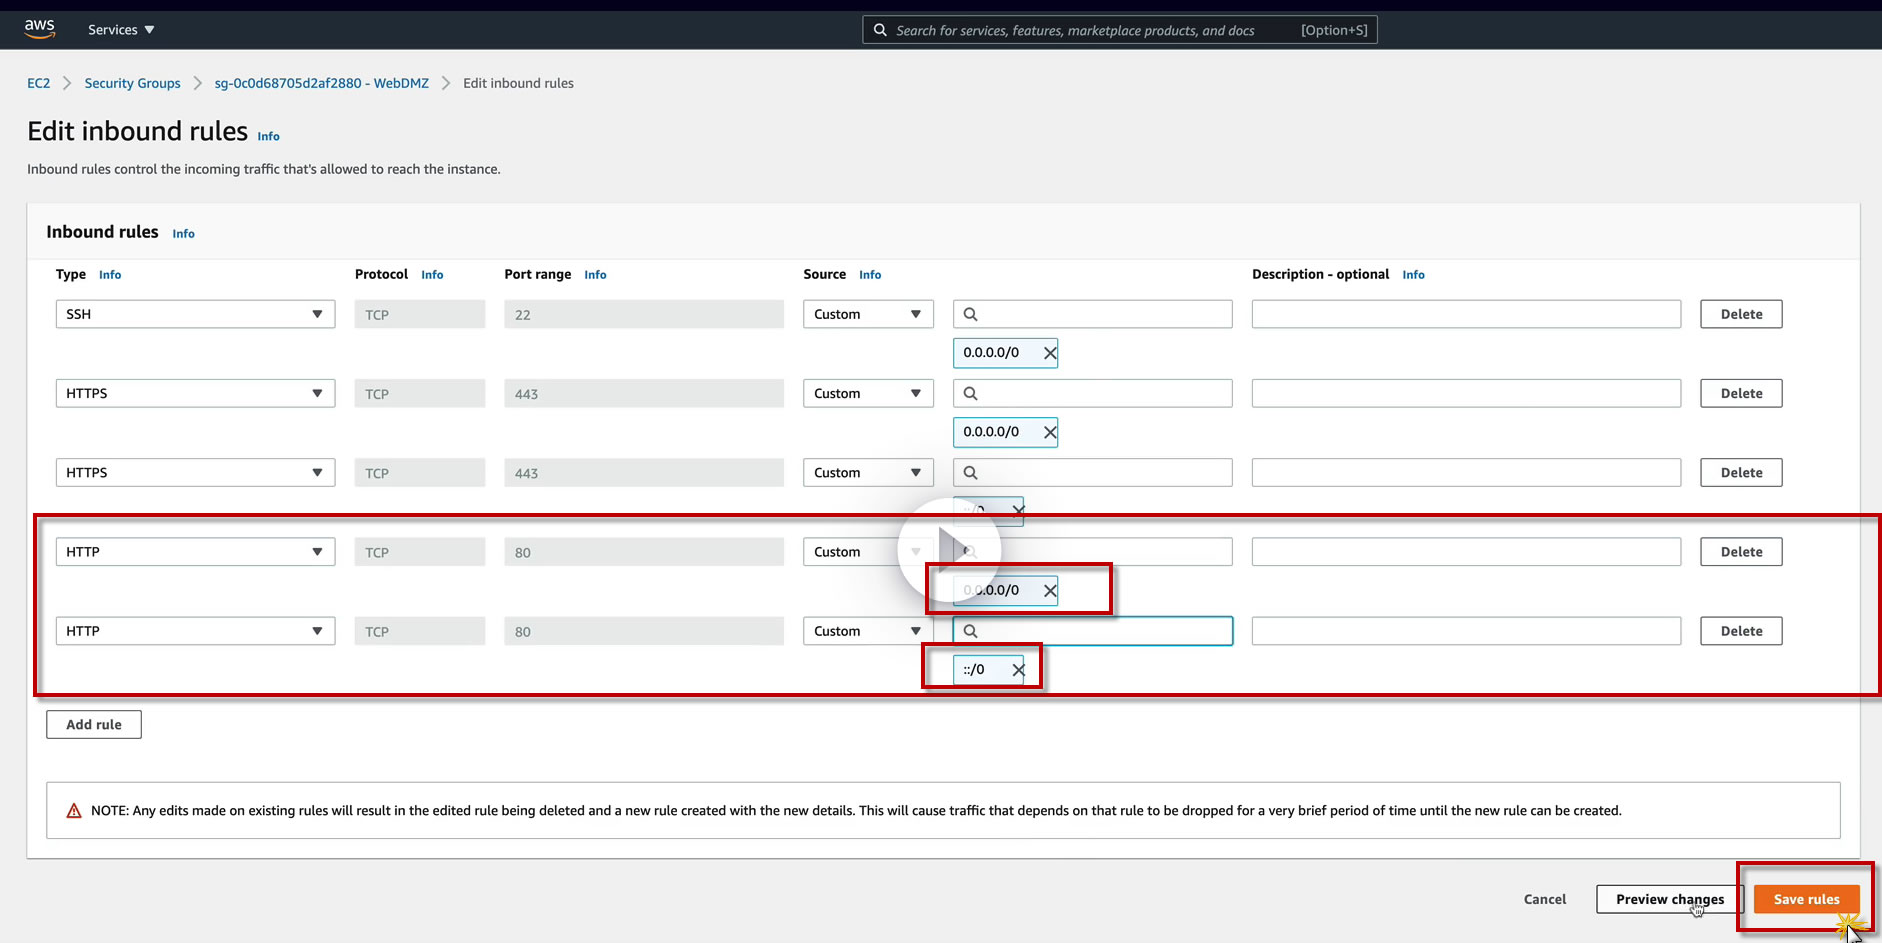 aws Services Search for services, features, marketplace products, and docs [Option+S]
EC2 Security Groups sg-0c0d68705d2af2880 - WebDMZ Edit inbound rules
Edit inbound rules Info
Inbound rules control the incoming traffic that's allowed to reach the instance.
Inbound rules Info
Type Info Protocol Info Port range Info Source Info Description - optional Info
SSH TCP 22 Custom Delete
0.0.0.0/0
HTTPS TCP 443 Custom Delete
0.0.0.0/0
HTTPS TCP 443 Custom Delete
::/0
HTTP TCP 80 Custom Delete
0.0.0.0/0
HTTP TCP 80 Custom Delete
::/0
Add rule
NOTE: Any edits made on existing rules will result in the edited rule being deleted and a new rule created with the new details. This will cause traffic that depends on that rule to be dropped for a very brief period of time until the new rule can be created.
Cancel Preview changes Save rules